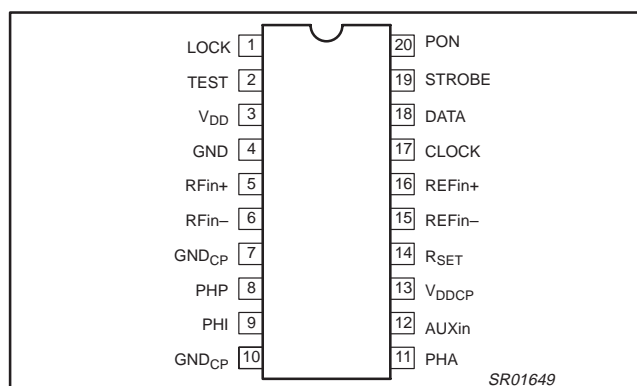 LOCK 1 20 PON
TEST 2 19 STROBE
VDD 3 18 DATA
GND 4 17 CLOCK
RFin+ 5 16 REFin+
RFin– 6 15 REFin–
GNDCP 7 14 RSET
PHP 8 13 VDDCP
PHI 9 12 AUXin
GNDCP 10 11 PHA
SR01649